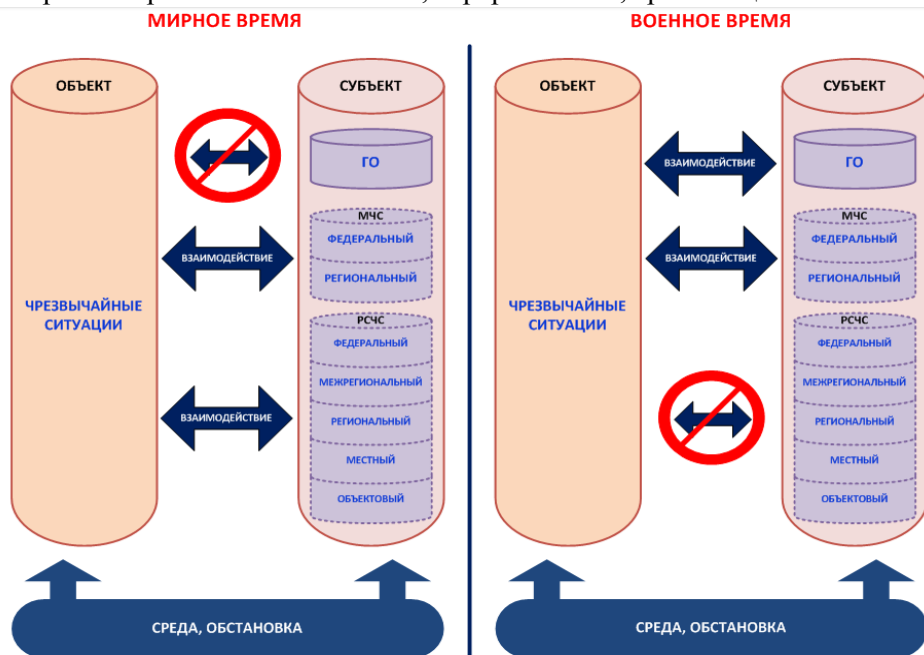 МИРНОЕ ВРЕМЯ
ОБЪЕКТ
СУБЪЕКТ
ГО
МЧС
ФЕДЕРАЛЬНЫЙ
ВЗАИМОДЕЙСТВИЕ
РЕГИОНАЛЬНЫЙ
ЧРЕЗВЫЧАЙНЫЕ
СИТУАЦИИ
РСЧС
ФЕДЕРАЛЬНЫЙ
МЕЖРЕГИОНАЛЬНЫЙ
ВЗАИМОДЕЙСТВИЕ
РЕГИОНАЛЬНЫЙ
МЕСТНЫЙ
ОБЪЕКТОВЫЙ
СРЕДА, ОБСТАНОВКА
ВОЕННОЕ ВРЕМЯ
ОБЪЕКТ
СУБЪЕКТ
ВЗАИМОДЕЙСТВИЕ
ГО
МЧС
ФЕДЕРАЛЬНЫЙ
ВЗАИМОДЕЙСТВИЕ
РЕГИОНАЛЬНЫЙ
ЧРЕЗВЫЧАЙНЫЕ
СИТУАЦИИ
РСЧС
ФЕДЕРАЛЬНЫЙ
МЕЖРЕГИОНАЛЬНЫЙ
РЕГИОНАЛЬНЫЙ
МЕСТНЫЙ
ОБЪЕКТОВЫЙ
СРЕДА, ОБСТАНОВКА